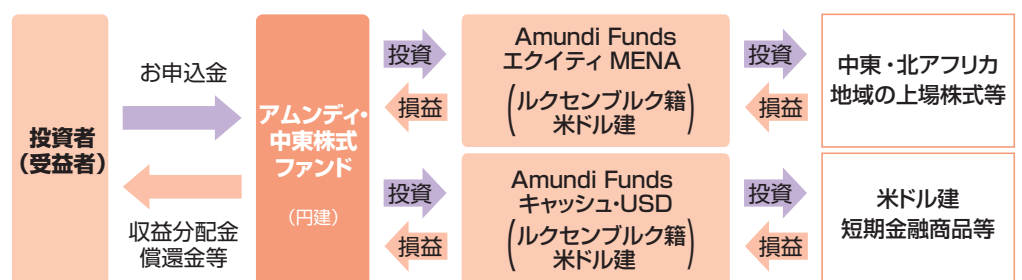 投資者
（受益者）
お申込金
収益分配金
償還金等
アムンディ・
中東株式
ファンド
（円建）
投資
損益
Amundi Funds
エクイティ MENA
（ルクセンブルク籍
米ドル建）
投資
損益
中東・北アフリカ
地域の上場株式等
投資
損益
Amundi Funds
キャッシュ・USD
（ルクセンブルク籍
米ドル建）
投資
損益
米ドル建
短期金融商品等